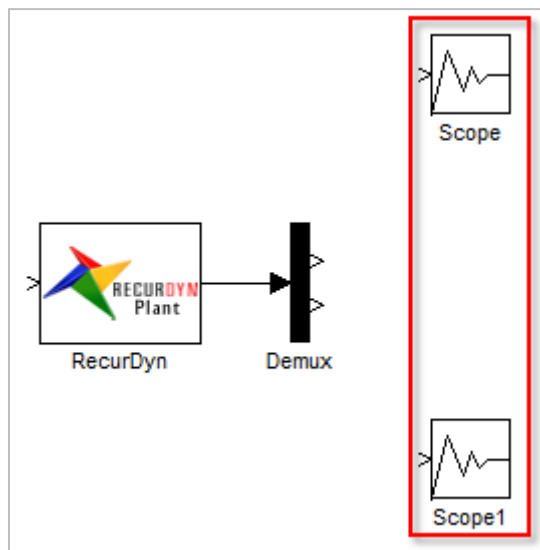 Scope
RECURDYN
Plant
RecurDyn
Demux
Scope1